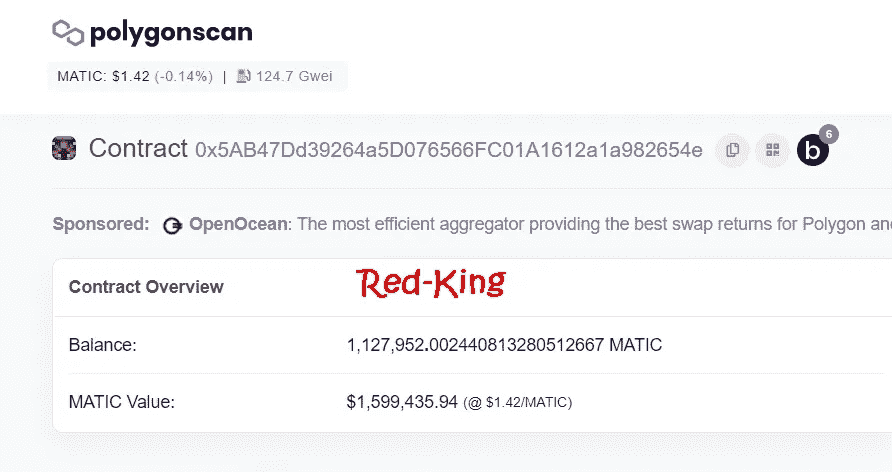 polygonscan
MATIC: $1.42 (-0.14%) | 124.7 Gwei
Contract 0x5AB47Dd39264a5D076566FC01A1612a1a982654e b 6
Sponsored: OpenOcean: The most efficient aggregator providing the best swap returns for Polygon an
Contract Overview Red-King
Balance: 1,127,952.002440813280512667 MATIC
MATIC Value: $1,599,435.94 (@ $1.42/MATIC)